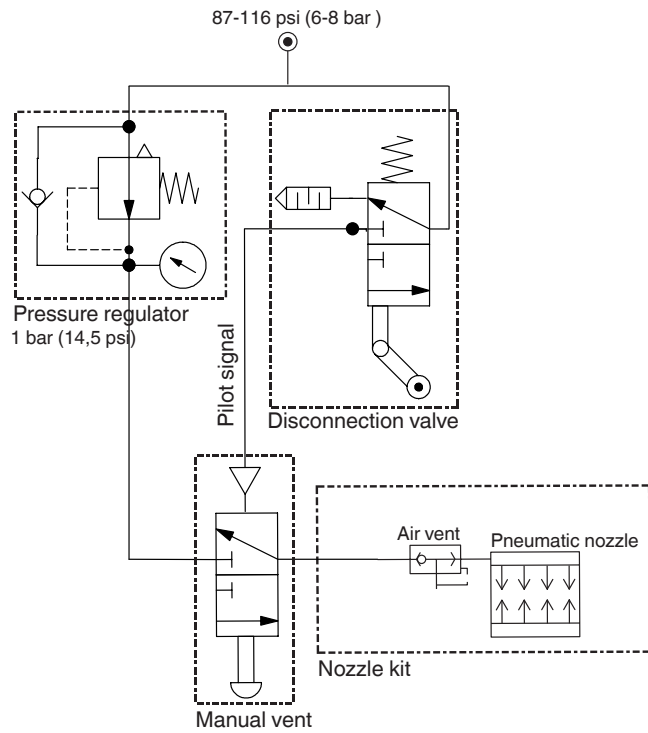 87-116 psi (6-8 bar )
Pressure regulator
1 bar (14,5 psi)
Pilot signal
Disconnection valve
Air vent
Pneumatic nozzle
Nozzle kit
Manual vent